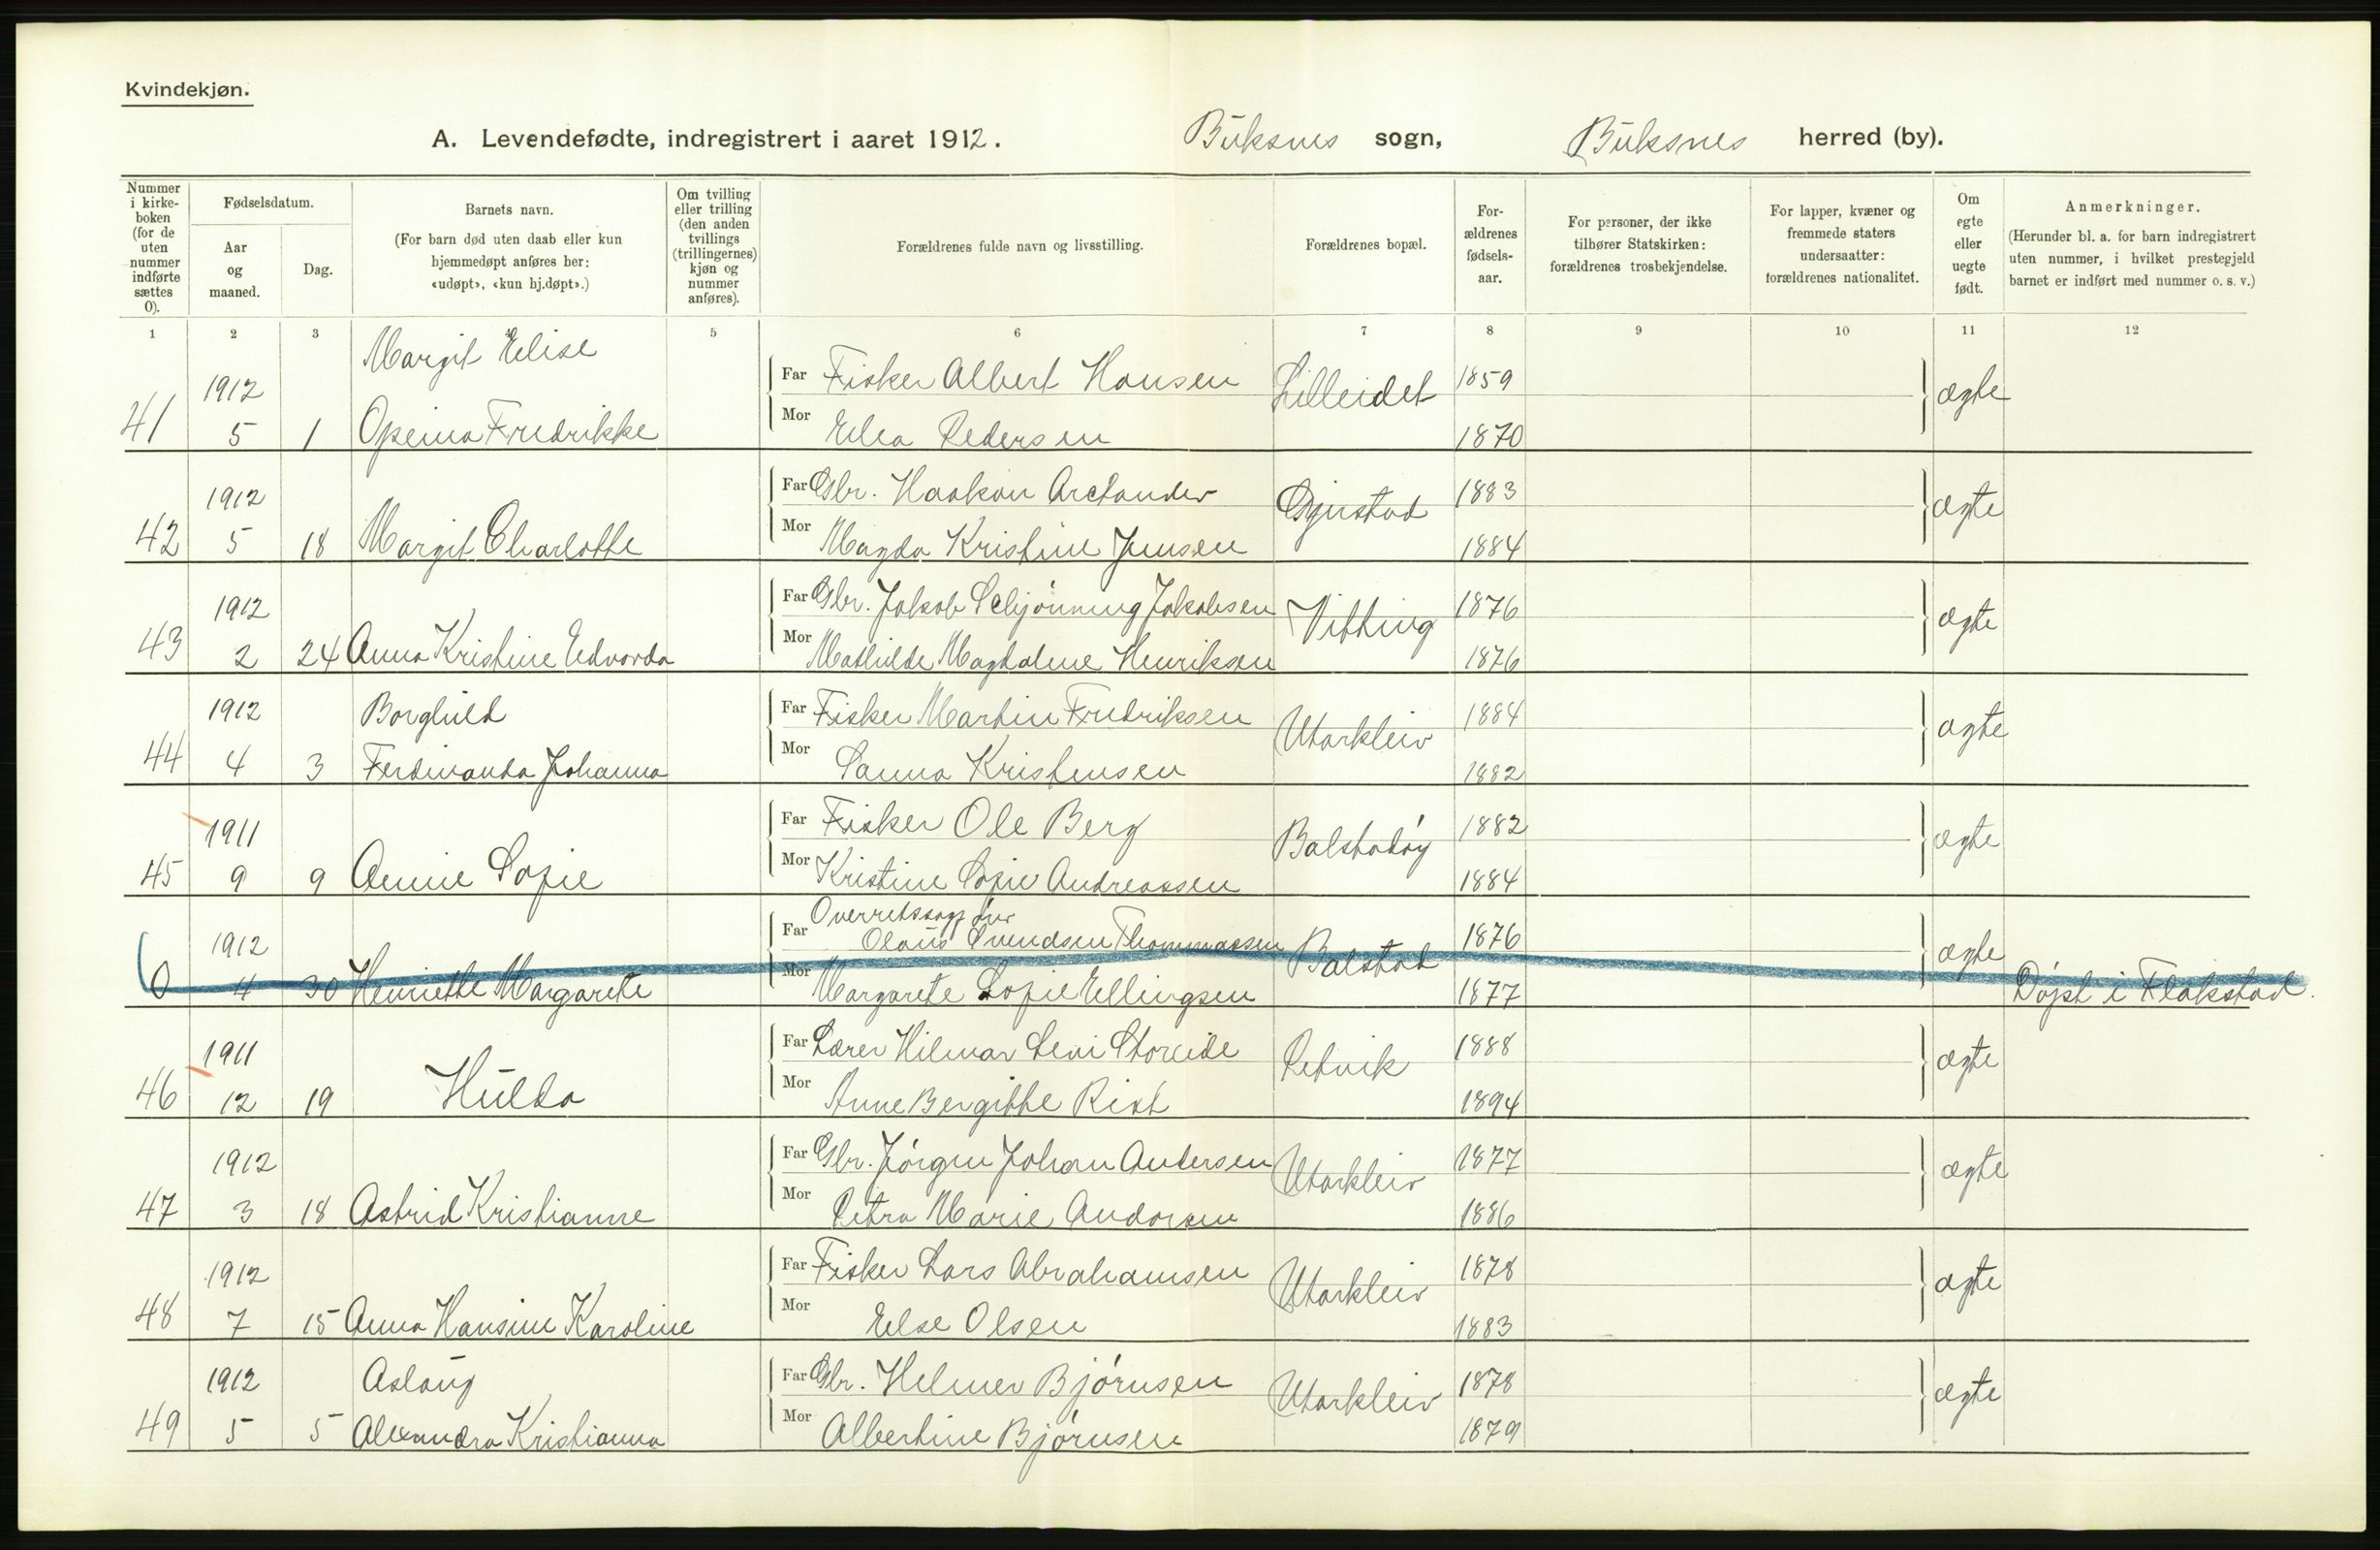 Kvindekjøn.
A. Levendefødte, indregistrert i aaret 1912. Buksnes sogn, Buksnes herred (by).
Nummer i kirke-boken (for de uten nummer indførte sættes 0).
Fødselsdatum.
Aar og maaned.
Dag.
Barnets navn.
(For barn død uten daab eller kun hjemmedøpt anføres her: «udøpt», «kun hj.døpt».)
Om tvilling eller trilling (den anden tvillings (trillingernes) kjøn og nummer anføres).
Forældrenes fulde navn og livsstilling.
Forældrenes bopæl.
For-ældrenes fødsels-aar.
For personer, der ikke tilhører Statskirken: forældrenes trosbekjendelse.
For lapper, kvæner og fremmede staters undersaatter: forældrenes nationalitet.
Om egte eller uegte født.
Anmerkninger.
(Herunder bl. a. for barn indregistrert uten nummer, i hvilket prestegjeld barnet er indført med nummer o. s. v.)
1 2 3 4 5 6 7 8 9 10 11 12
Margit Elise
1912 Far Fisker Albert Hansen Lilleidet 1859 ægte
41 5 1 Fredrikke Mor Pedersen 1870
1912 Far Gbr. Haakon Arctander Gjerstad 1883 ægte
42 5 18 Margit Charlotte Mor Magda Kristine Jensen 1884
1912 Far Gbr. Jakob Schjønning Jakobsen Vitting 1876 ægte
43 2 24 Anna Kristine Edvarda Mor Mathilde Magdalene Henriksen 1876
1912 Borghild Far Fisker Martin Fredriksen Utakleiv 1884 ægte
44 4 3 Ferdinanda Johanna Mor Sanna Kristensen 1882
1911 Far Fisker Ole Berg Balstadøy 1882 ægte
45 9 9 Annie Sofie Mor Kristine Sofie Andreassen 1884
Overretssagfører
1912 Far Olaus Svendsen Thommassen Balstad 1876 ægte
0 4 30 Henriette Margarete Mor Margarete Sofie Ellingsen 1877 Døpt i Flakstad.
1911 Far Lærer Hilmar Leni Storeide Petvik 1888 ægte
46 12 19 Hulda Mor Anne Bergitte Rist 1894
1912 Far Gbr. Jørgen Johan Andersen Utakleiv 1877 ægte
47 3 18 Astrid Kristianne Mor Petra Marie Andorsen 1886
1912 Far Fisker Lars Abrahamsen Utakleiv 1878 ægte
48 7 15 Anna Hansine Karoline Mor Else Olsen 1883
1912 Aslaug Far Gbr. Helmer Bjørnsen Utakleiv 1878 ægte
49 5 5 Alexandra Kristianna Mor Albertine Bjørnsen 1879